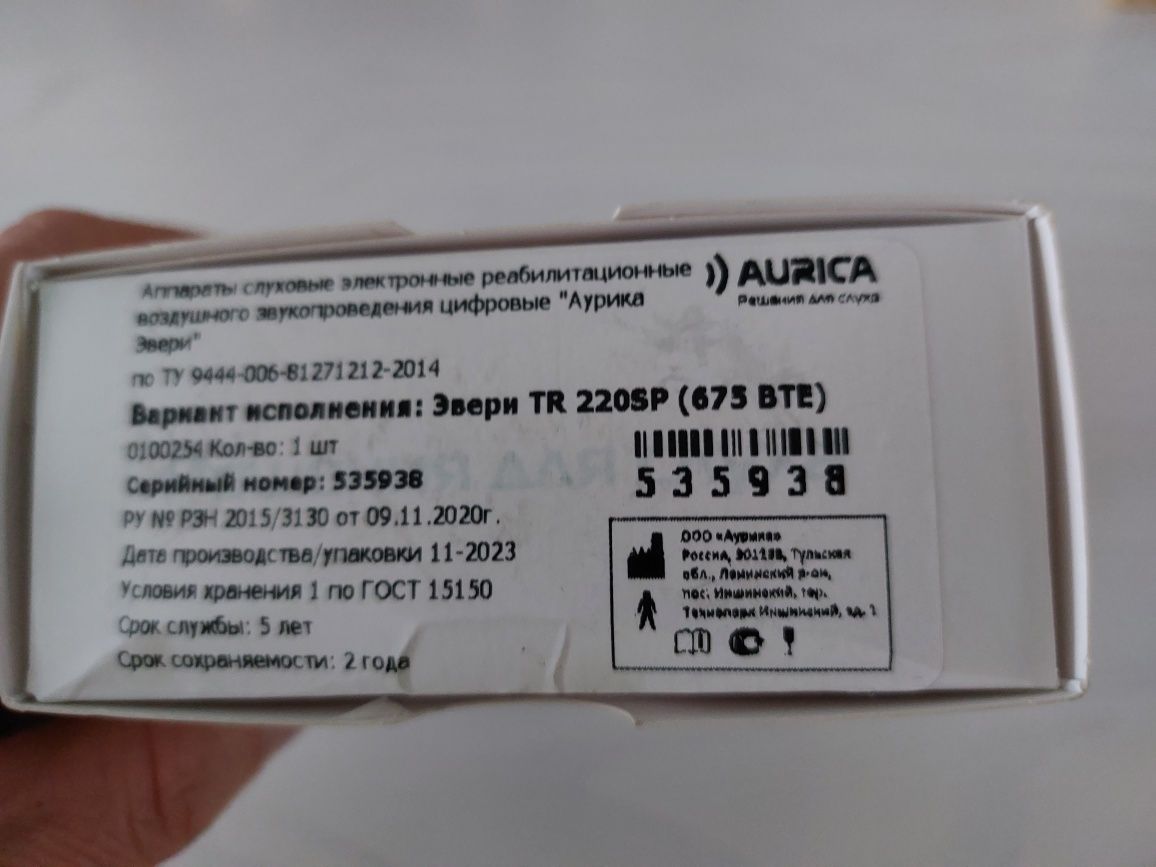 Аппараты слуховые электронные реабилитационные
воздушного звукопроведения цифровые "Аурика
Эвери"
по ТУ 9444-006-81271212-2014
Вариант исполнения: Эвери TR 220SP (675 BTE)
0100254 Кол-во: 1 шт
Серийный номер: 535938
РУ № РЗН 2015/3130 от 09.11.2020г.
Дата производства/упаковки 11-2023
Условия хранения 1 по ГОСТ 15150
Срок службы: 5 лет
Срок сохраняемости: 2 года
AURICA
Решения для слуха
535938
ООО «Аурика»
Россия, Тульская
обл., Ленинский р-он,
пос. Иншинский, тер.
Технопарк Иншинский, зд. 1